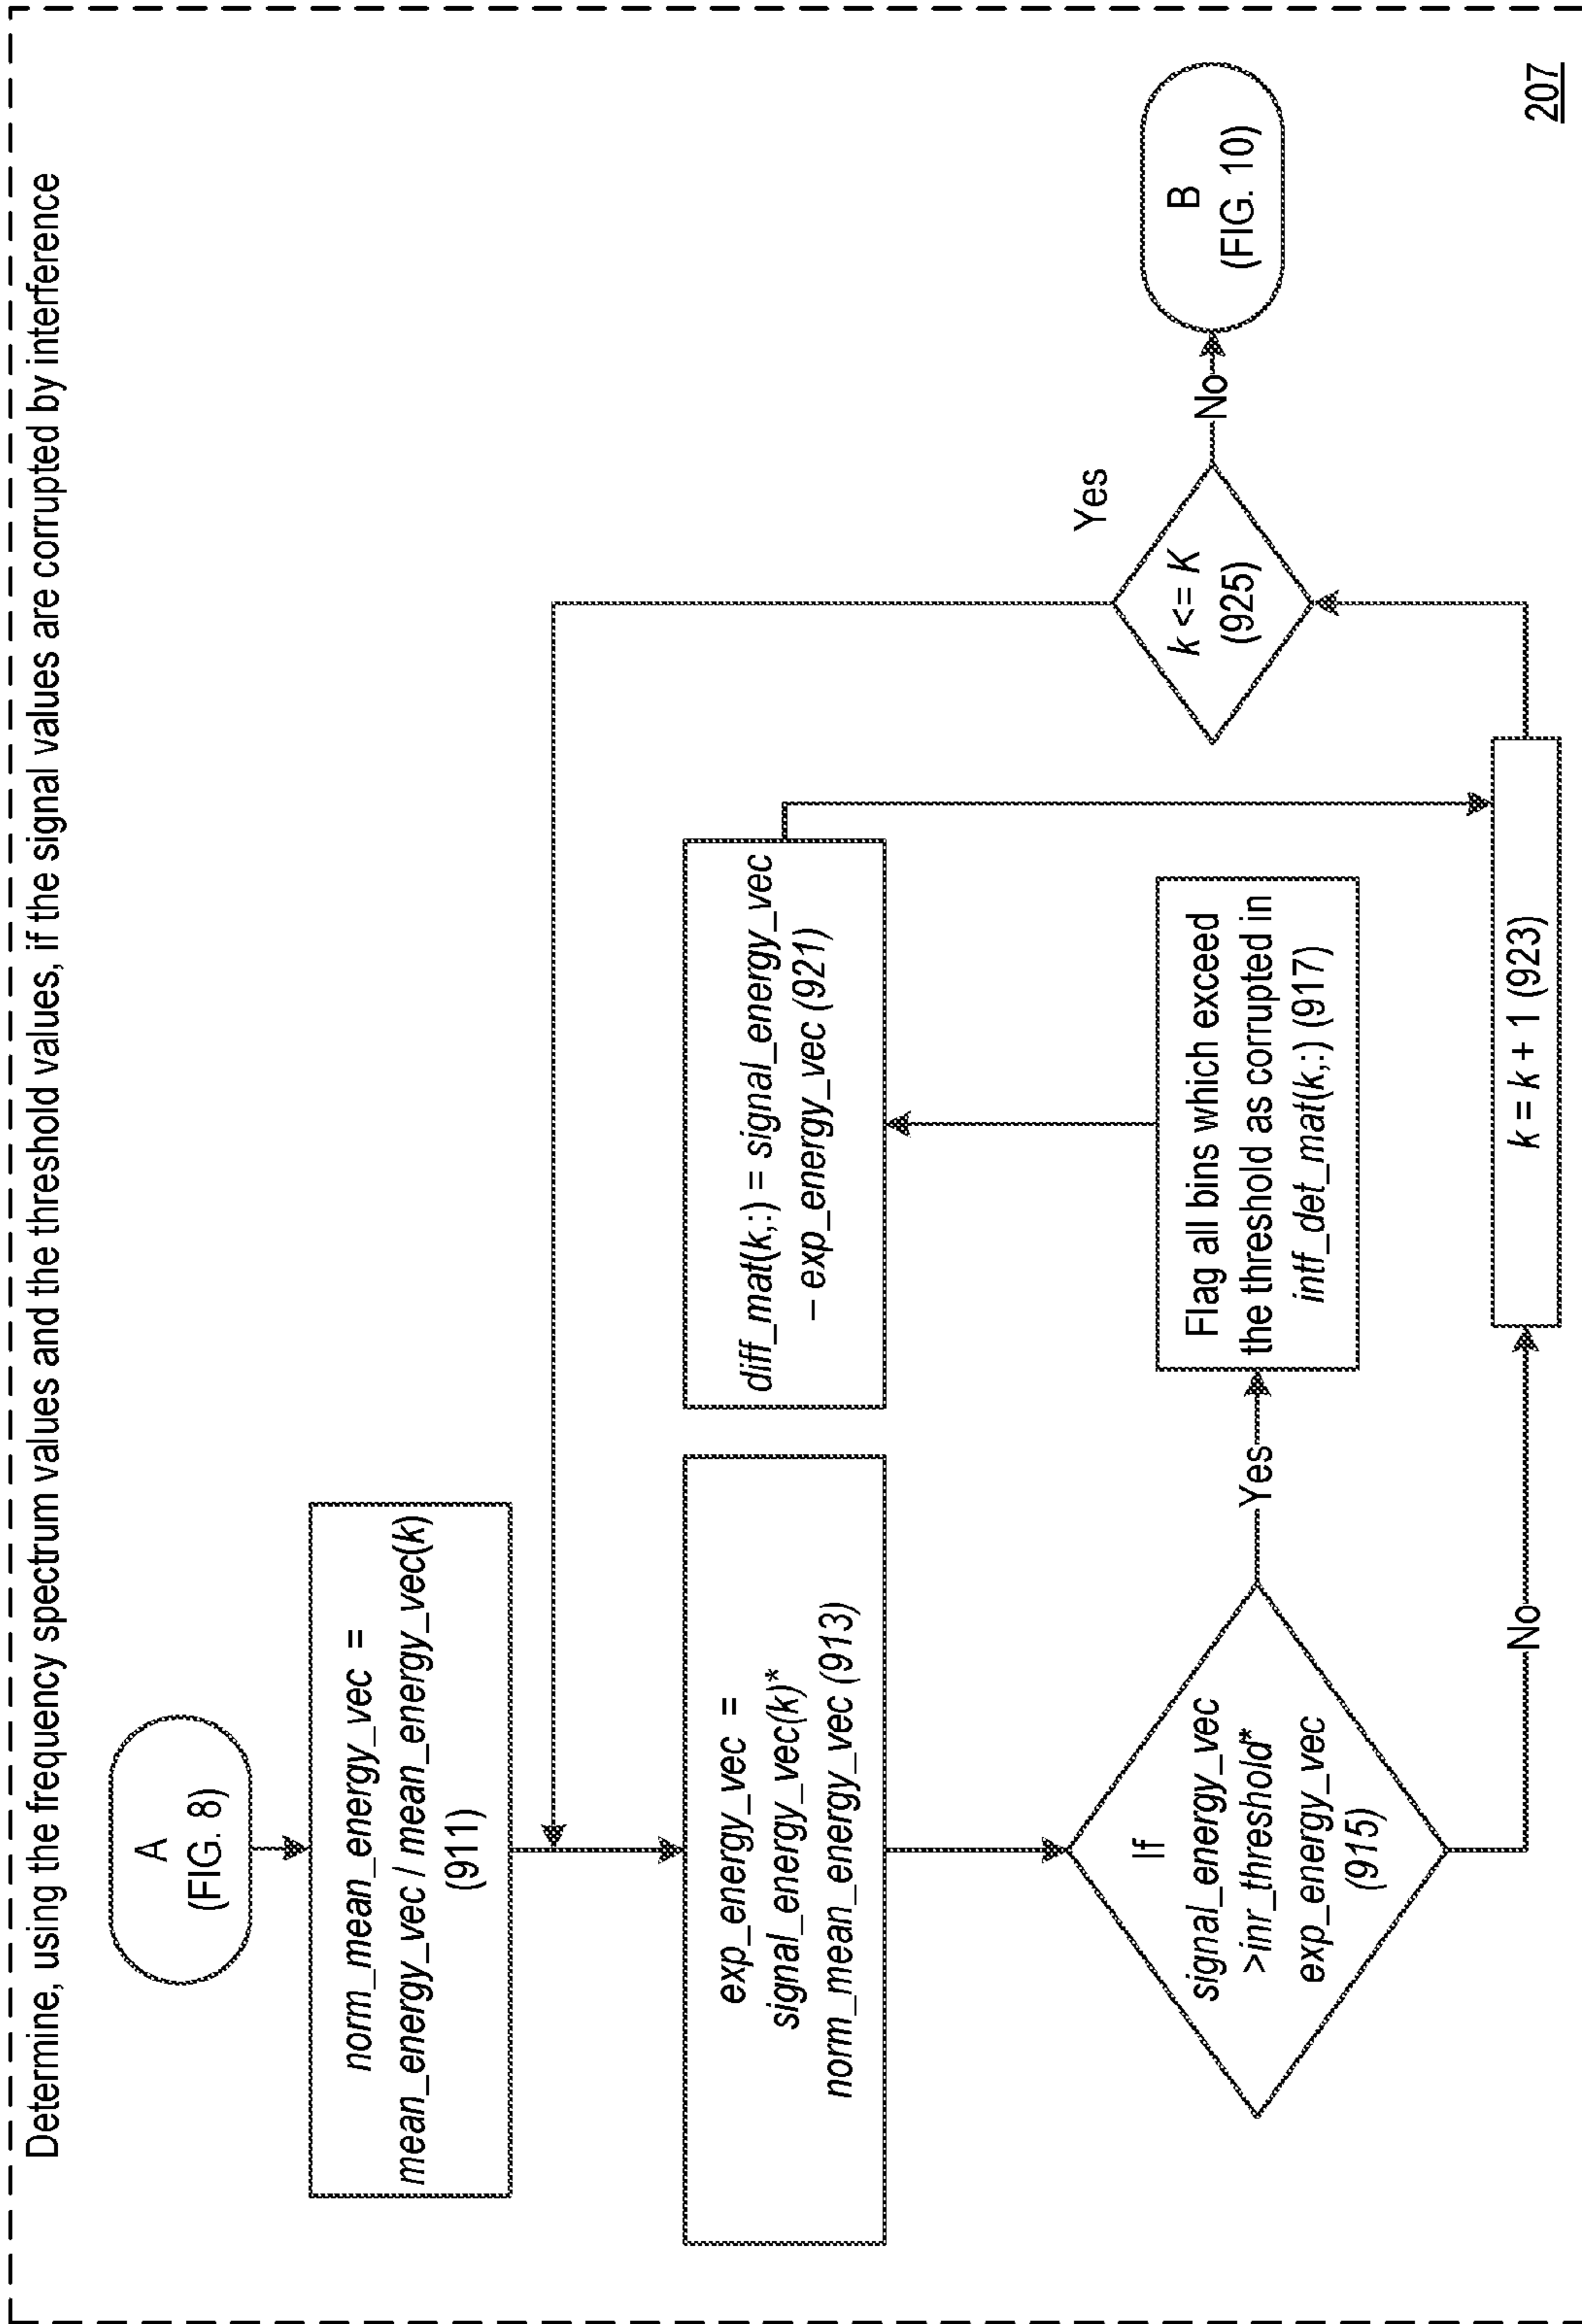 Determine, using the frequency spectrum values and the threshold values, if the signal values are corrupted by interference
A
(FIG. 8)
norm_mean_energy_vec =
mean_energy_vec / mean_energy_vec(k)
(911)
exp_energy_vec =
signal_energy_vec(k)*
norm_mean_energy_vec (913)
If
signal_energy_vec
>inr_threshold*
exp_energy_vec
(915)
Yes
No
Flag all bins which exceed
the threshold as corrupted in
intf_det_mat(k,:) (917)
diff_mat(k,:) = signal_energy_vec
– exp_energy_vec (921)
k = k + 1 (923)
k <= K
(925)
Yes
No
B
(FIG. 10)
207